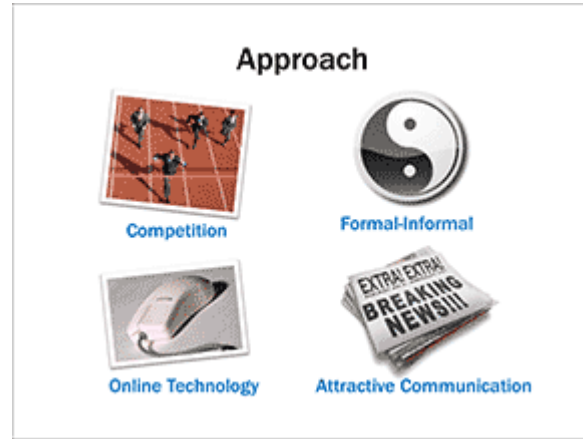 Approach
Competition
Formal-Informal
Online Technology
EXTRA! EXTRA!
BREAKING
NEWS!!!
Attractive Communication